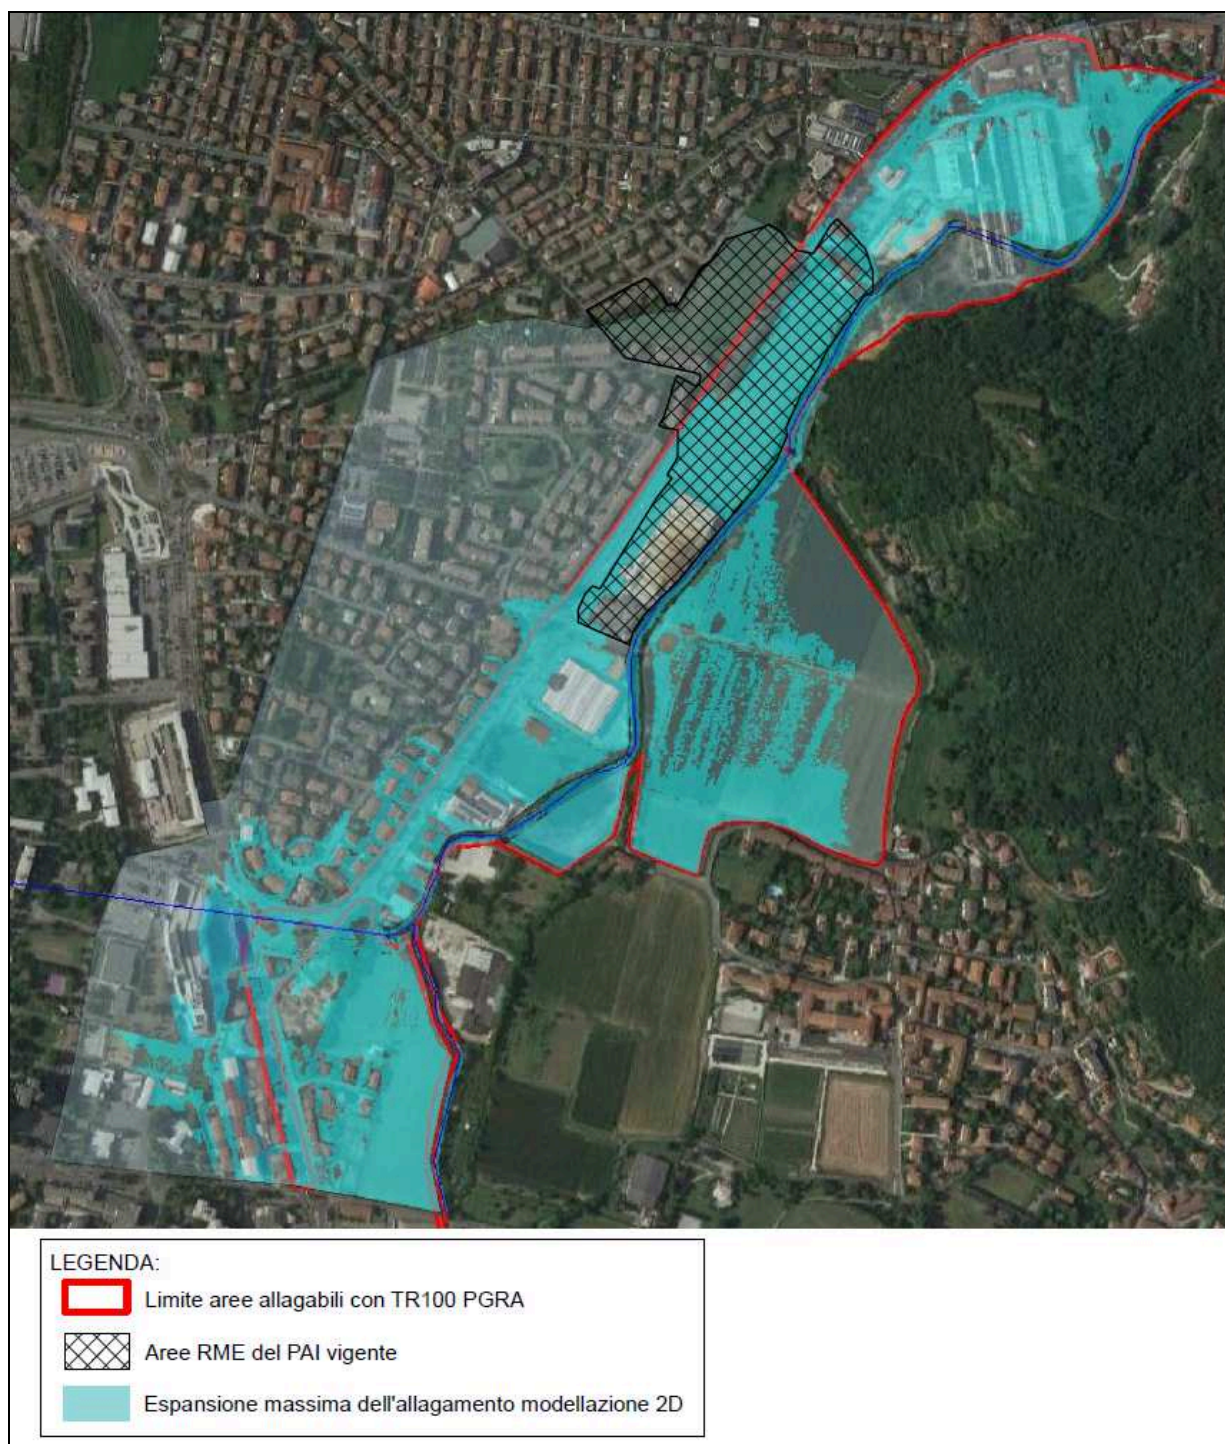 LEGENDA:
Limite aree allagabili con TR100 PGRA
Aree RME del PAI vigente
Espansione massima dell'allagamento modellazione 2D